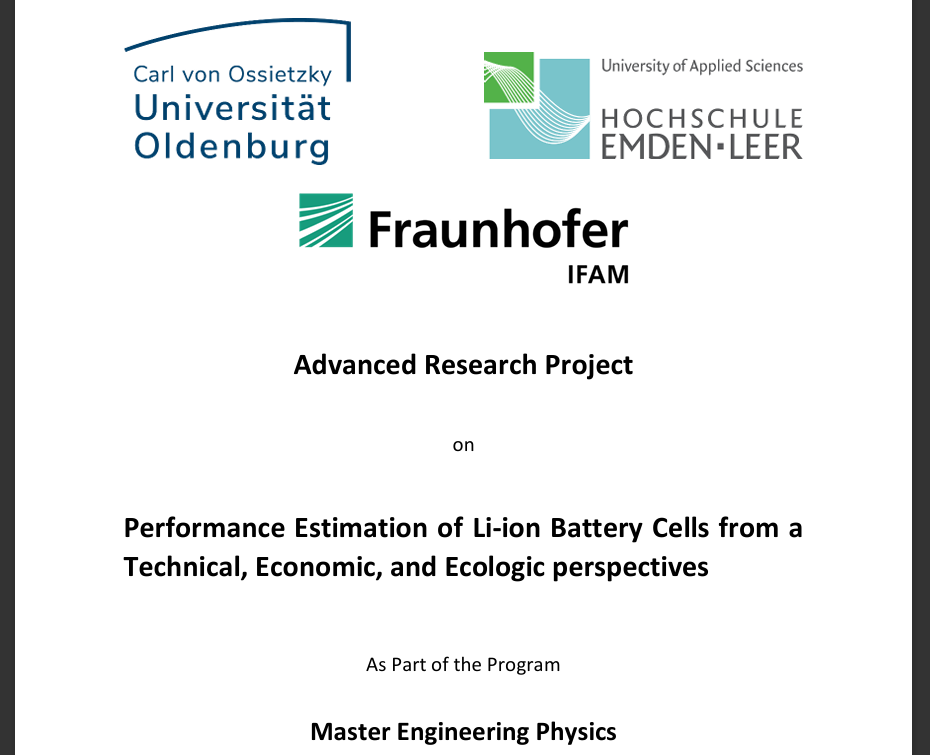 Carl von Ossietzky
Universität
Oldenburg
University of Applied Sciences
HOCHSCHULE
EMDEN▪LEER
Fraunhofer
IFAM
Advanced Research Project
on
Performance Estimation of Li-ion Battery Cells from a
Technical, Economic, and Ecologic perspectives
As Part of the Program
Master Engineering Physics